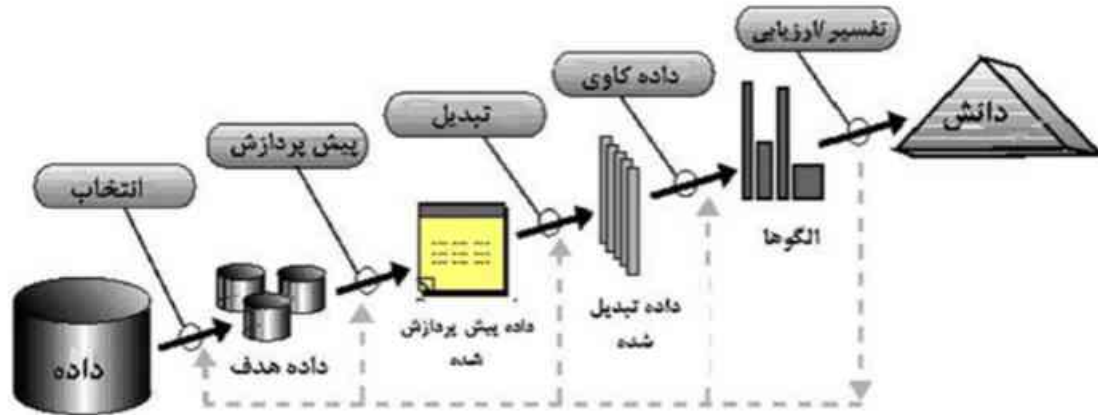 تفسیر/ارزیابی
داده کاوی
تبدیل
پیش پردازش
انتخاب
دانش
الگوها
داده تبدیل
شده
داده پیش پردازش
شده
داده هدف
داده